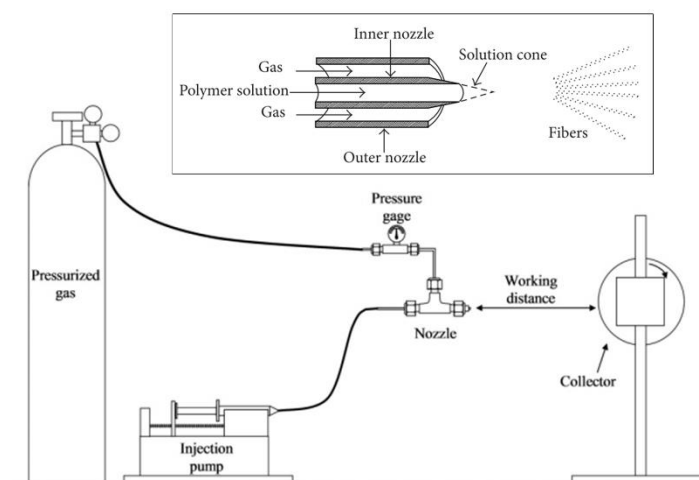 Inner nozzle
Solution cone
Gas
Polymer solution
Gas
Fibers
Outer nozzle
Pressure
gage
Pressurized
gas
Working
distance
Nozzle
Collector
Injection
pump